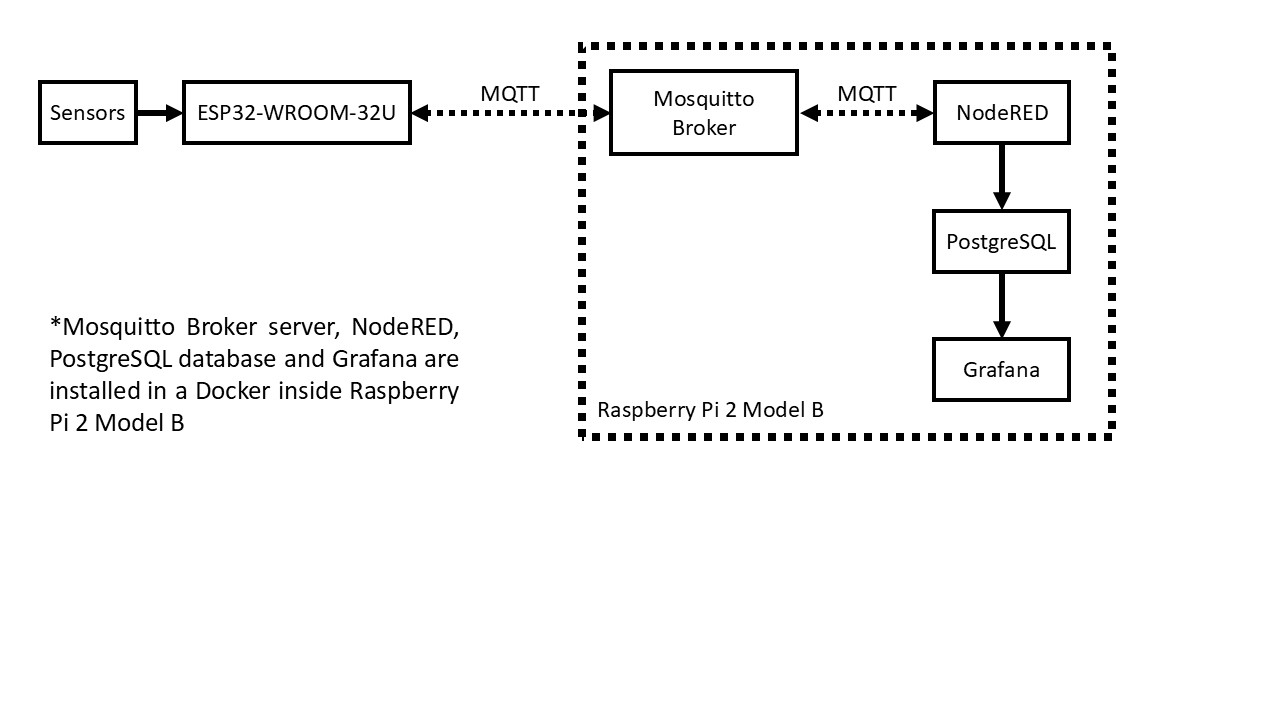 Sensors
ESP32-WROOM-32U
MQTT
Mosquitto
Broker
MQTT
NodeRED
PostgreSQL
Grafana
Raspberry Pi 2 Model B
*Mosquitto Broker server, NodeRED,
PostgreSQL database and Grafana are
installed in a Docker inside Raspberry
Pi 2 Model B